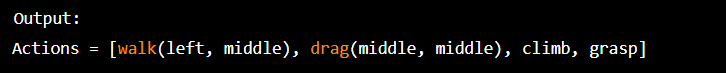 Output:
Actions = [walk(left, middle), drag(middle, middle), climb, grasp]